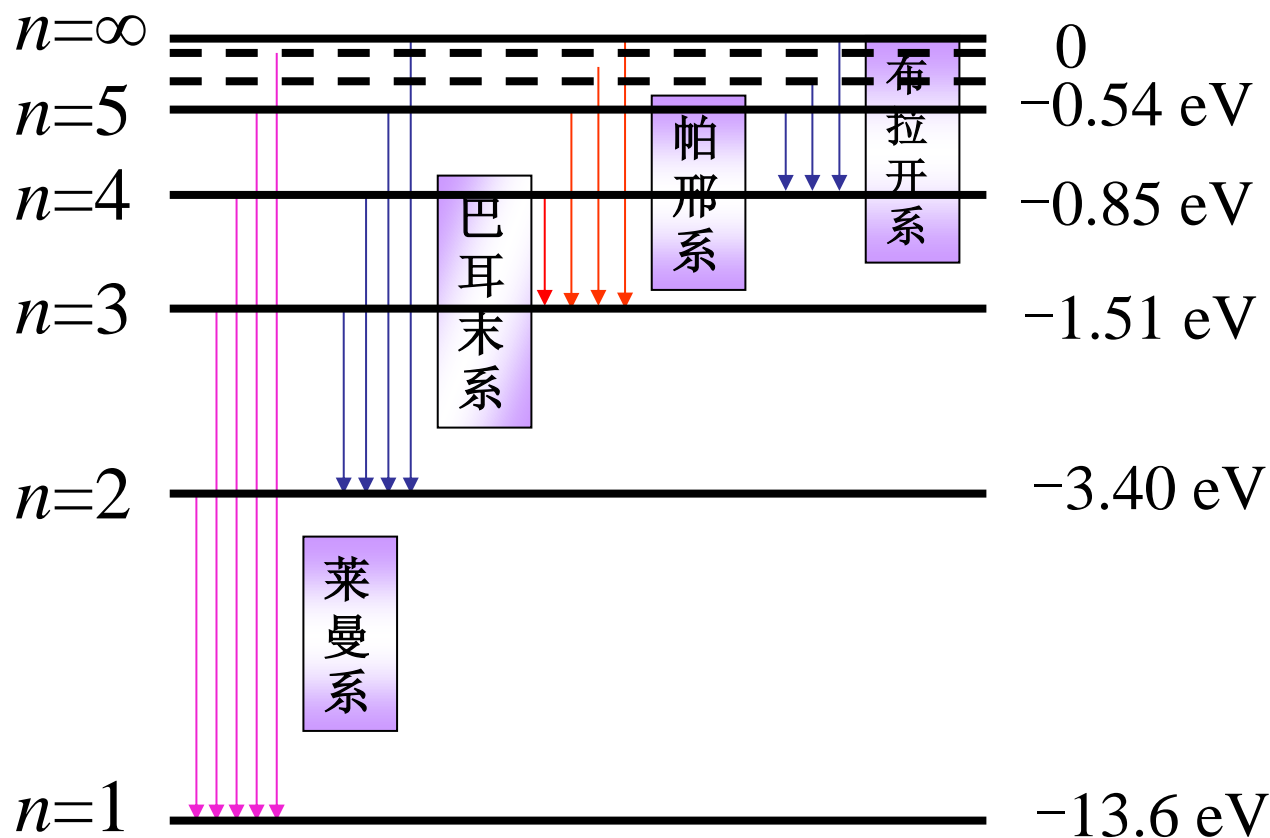 n=∞ 0
n=5 −0.54 eV
n=4 −0.85 eV
n=3 −1.51 eV
n=2 −3.40 eV
n=1 −13.6 eV
莱曼系
巴耳末系
帕邢系
布拉开系